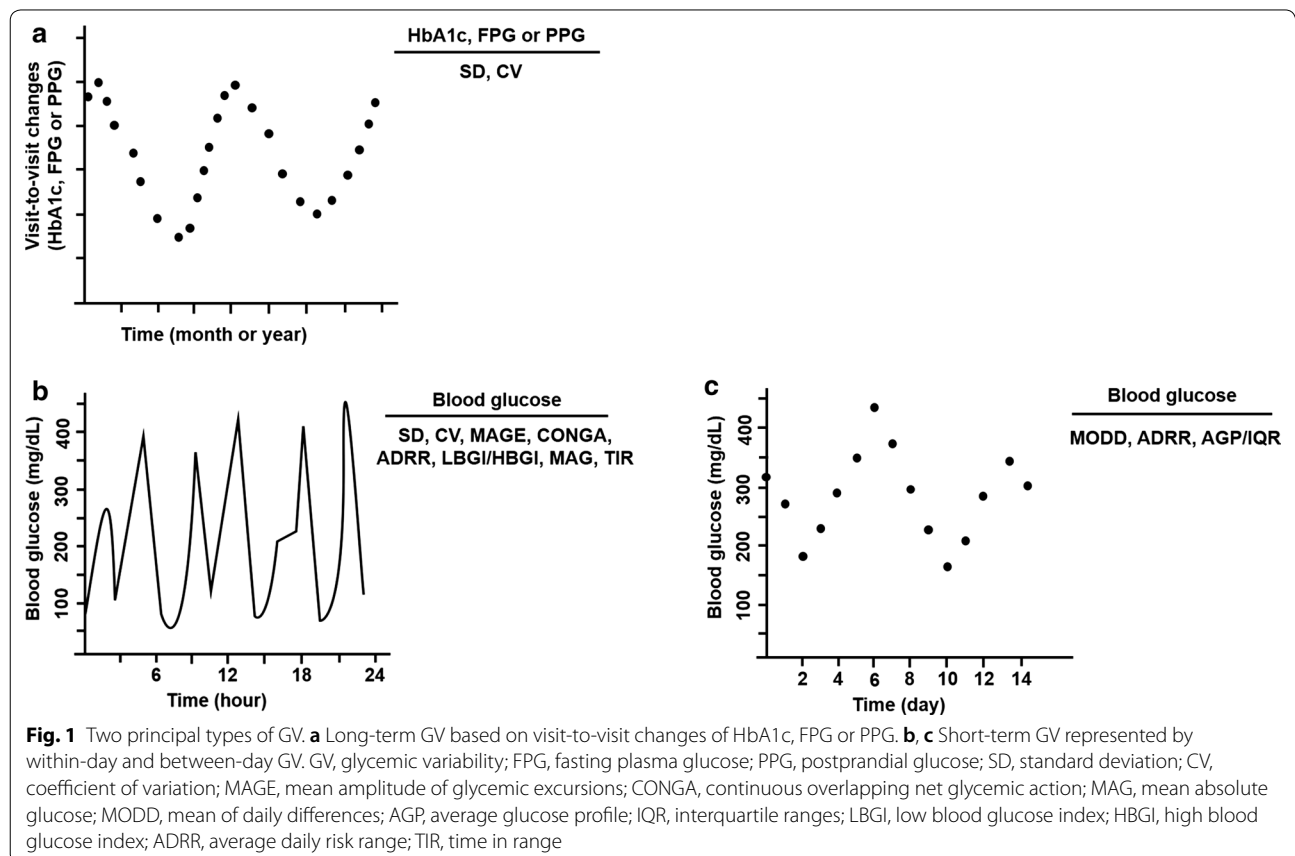 a
HbA1c, FPG or PPG
SD, CV
Visit-to-visit changes
(HbA1c, FPG or PPG)
Time (month or year)
b
Blood glucose
SD, CV, MAGE, CONGA,
ADRR, LBGI/HBGI, MAG, TIR
Blood glucose (mg/dL)
400
300
200
100
6 12 18 24
Time (hour)
c
Blood glucose
MODD, ADRR, AGP/IQR
Blood glucose (mg/dL)
400
300
200
100
2 4 6 8 10 12 14
Time (day)
Fig. 1 Two principal types of GV. a Long-term GV based on visit-to-visit changes of HbA1c, FPG or PPG. b, c Short-term GV represented by
within-day and between-day GV. GV, glycemic variability; FPG, fasting plasma glucose; PPG, postprandial glucose; SD, standard deviation; CV,
coefficient of variation; MAGE, mean amplitude of glycemic excursions; CONGA, continuous overlapping net glycemic action; MAG, mean absolute
glucose; MODD, mean of daily differences; AGP, average glucose profile; IQR, interquartile ranges; LBGI, low blood glucose index; HBGI, high blood
glucose index; ADRR, average daily risk range; TIR, time in range